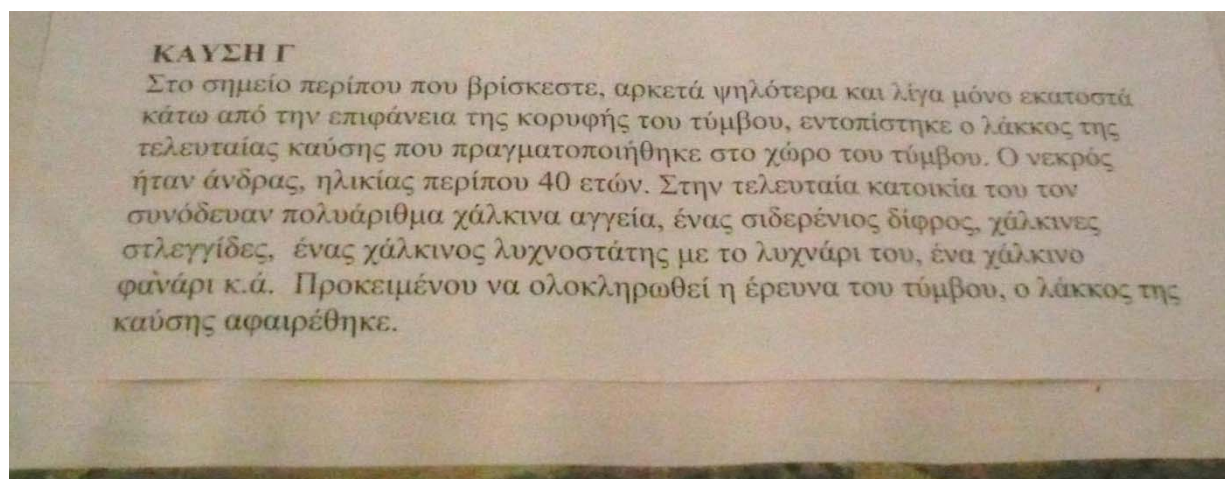 ΚΑΥΣΗ Γ
Στο σημείο περίπου που βρίσκεστε, αρκετά ψηλότερα και λίγα μόνο εκατοστά
κάτω από την επιφάνεια της κορυφής του τύμβου, εντοπίστηκε ο λάκκος της
τελευταίας καύσης που πραγματοποιήθηκε στο χώρο του τύμβου. Ο νεκρός
ήταν άνδρας, ηλικίας περίπου 40 ετών. Στην τελευταία κατοικία του τον
συνόδευαν πολυάριθμα χάλκινα αγγεία, ένας σιδερένιος δίφρος, χάλκινες
στλεγγίδες, ένας χάλκινος λυχνοστάτης με το λυχνάρι του, ένα χάλκινο
φανάρι κ.ά. Προκειμένου να ολοκληρωθεί η έρευνα του τύμβου, ο λάκκος της
καύσης αφαιρέθηκε.